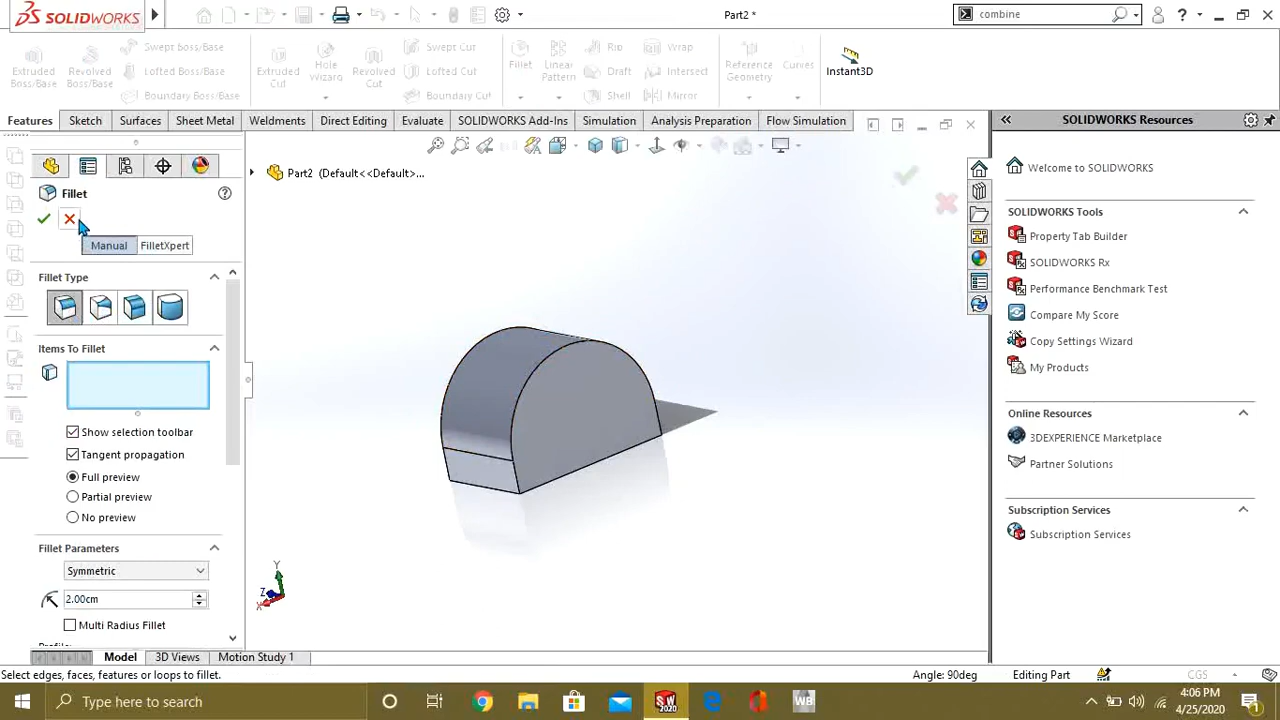 SOLIDWORKS
Part2 *
combine
Extruded Boss/Base
Revolved Boss/Base
Swept Boss/Base
Lofted Boss/Base
Boundary Boss/Base
Extruded Cut
Hole Wizard
Revolved Cut
Swept Cut
Lofted Cut
Boundary Cut
Fillet
Linear Pattern
Rib
Draft
Shell
Wrap
Intersect
Mirror
Reference Geometry
Curves
Instant3D
Features
Sketch
Surfaces
Sheet Metal
Weldments
Direct Editing
Evaluate
SOLIDWORKS Add-Ins
Simulation
Analysis Preparation
Flow Simulation
Fillet
Manual
FilletXpert
Fillet Type
Items To Fillet
Show selection toolbar
Tangent propagation
Full preview
Partial preview
No preview
Fillet Parameters
Symmetric
2.00cm
Multi Radius Fillet
Part2 (Default<<Default>...
Y
Z
X
SOLIDWORKS Resources
Welcome to SOLIDWORKS
SOLIDWORKS Tools
Property Tab Builder
SOLIDWORKS Rx
Performance Benchmark Test
Compare My Score
Copy Settings Wizard
My Products
Online Resources
3DEXPERIENCE Marketplace
Partner Solutions
Subscription Services
Subscription Services
Model
3D Views
Motion Study 1
Select edges, faces, features or loops to fillet.
Angle: 90deg
Editing Part
CGS
Type here to search
SW
2020
WB
4:06 PM
4/25/2020